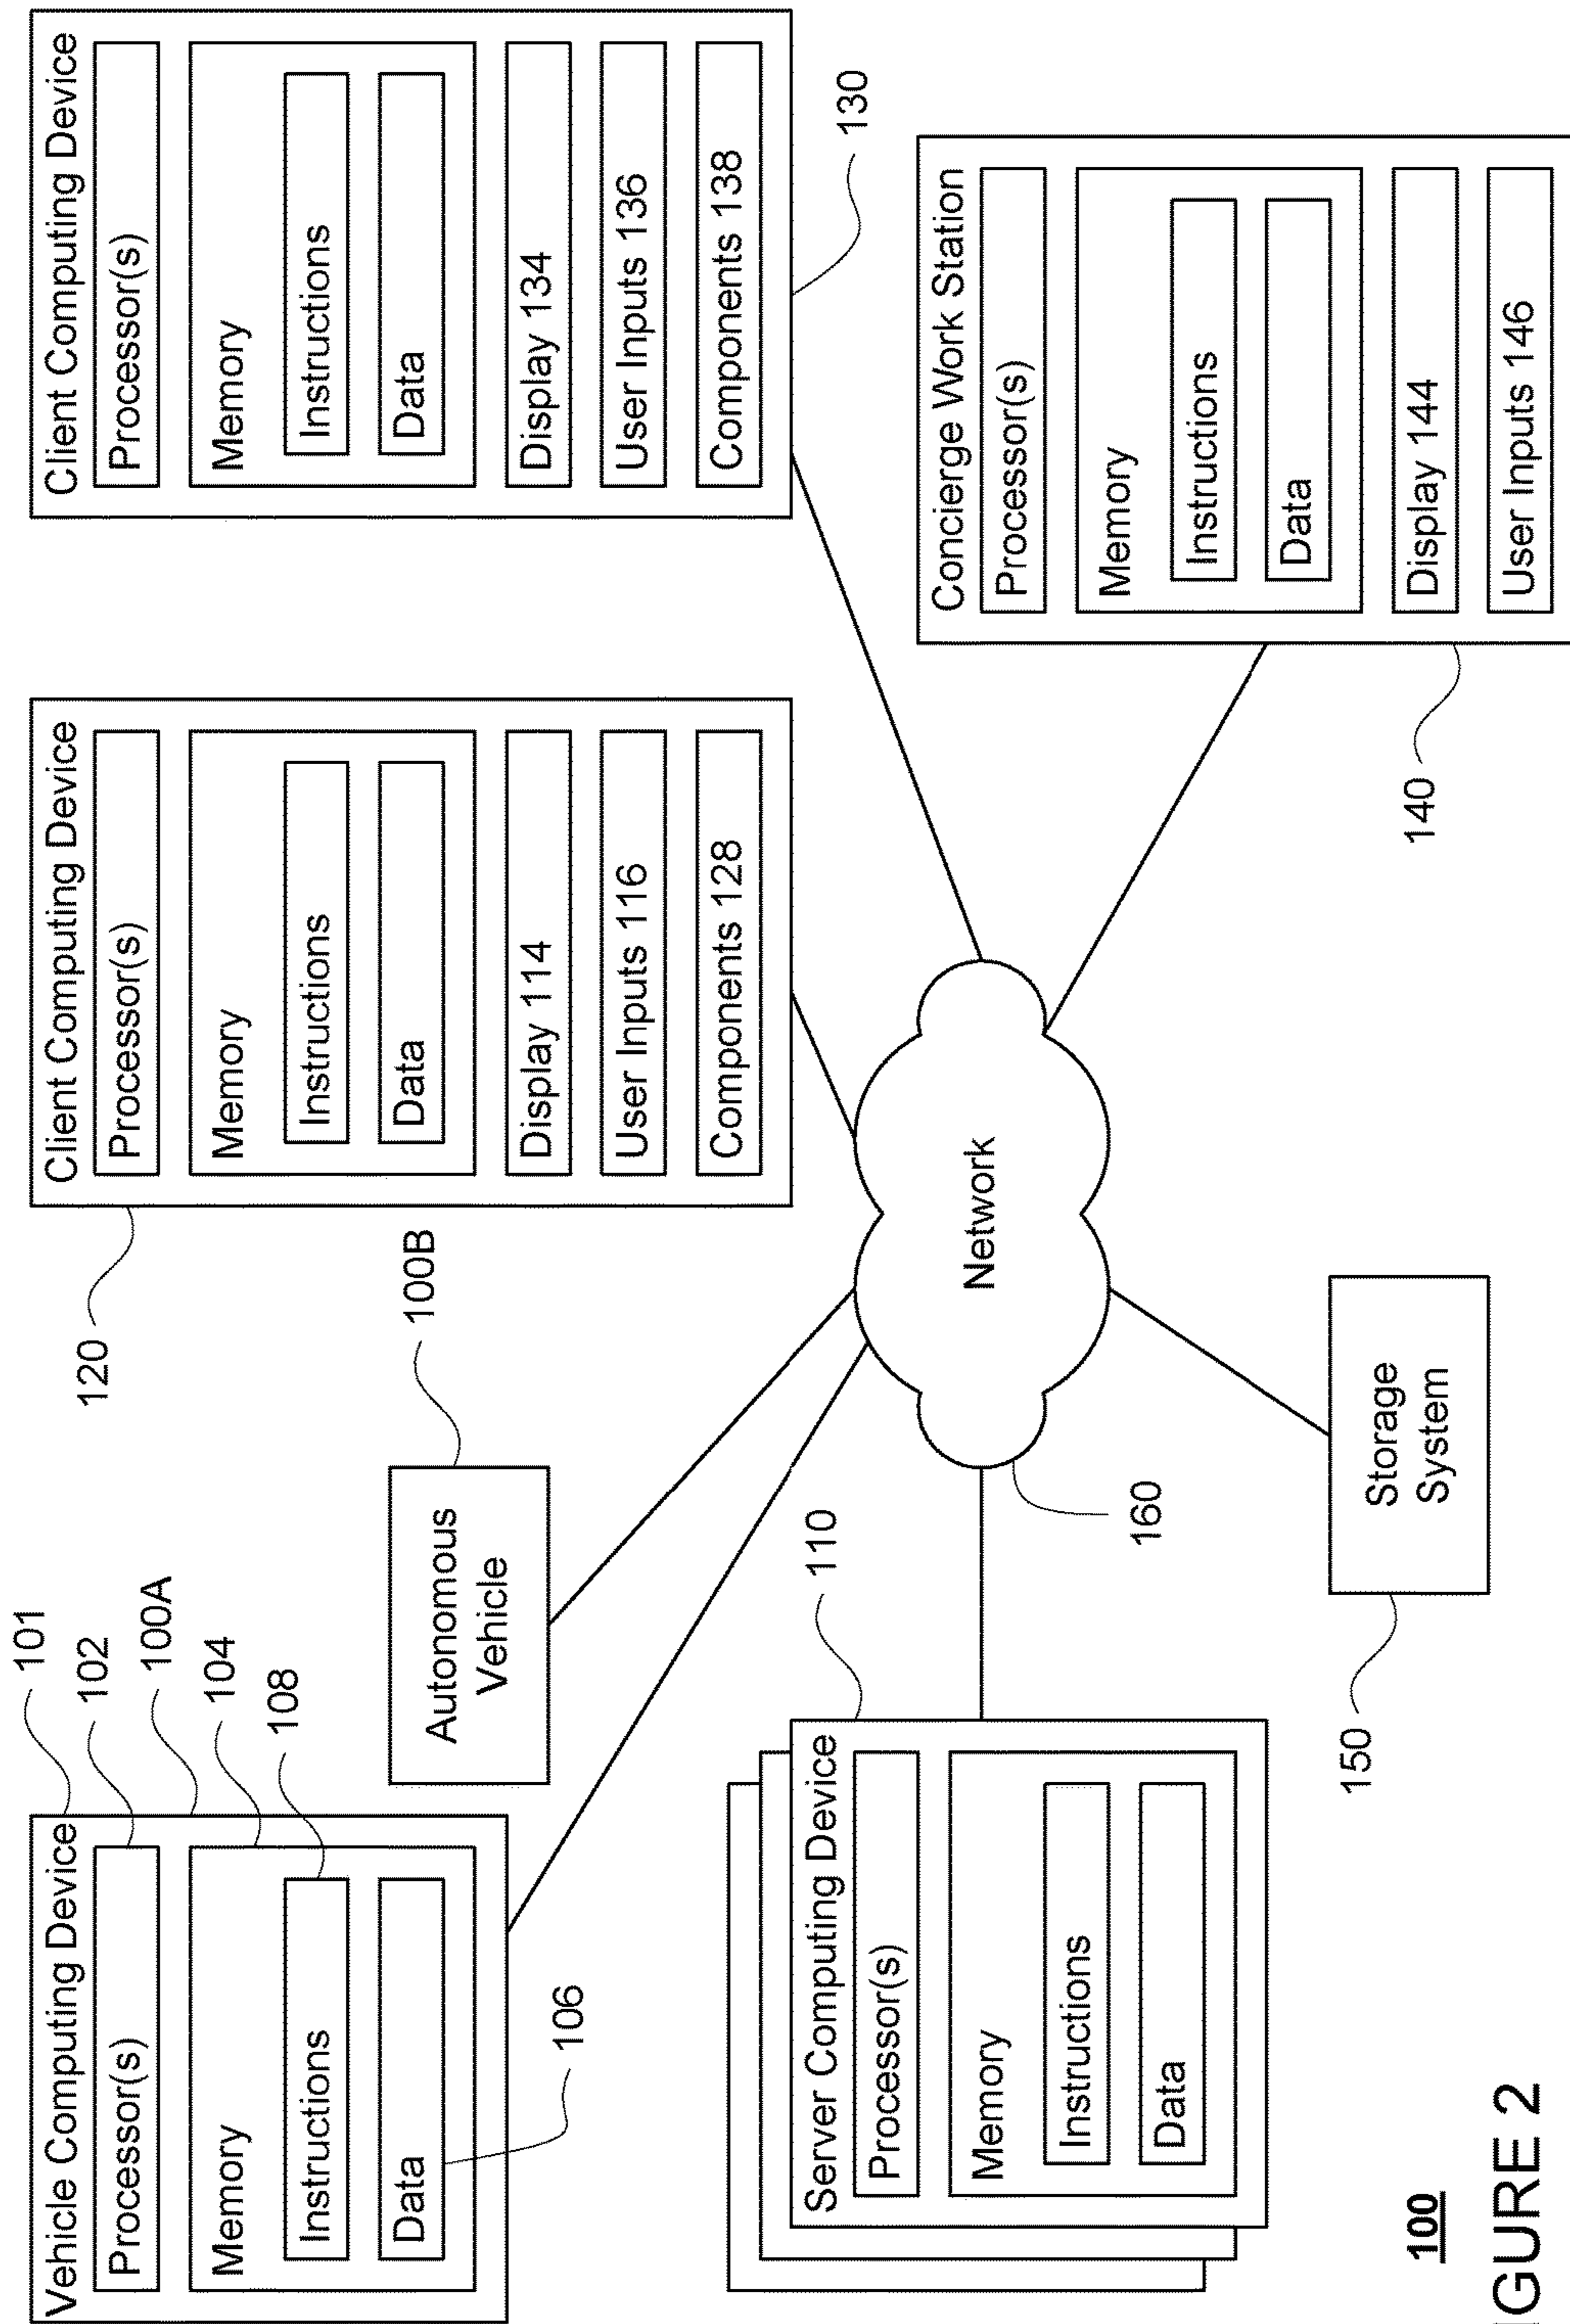 Vehicle Computing Device
Processor(s)
Memory
Instructions
Data
101
102
100A
104
108
106
Autonomous
Vehicle
100B
Client Computing Device
Processor(s)
Memory
Instructions
Data
Display 114
User Inputs 116
Components 128
120
Client Computing Device
Processor(s)
Memory
Instructions
Data
Display 134
User Inputs 136
Components 138
130
Server Computing Device
Processor(s)
Memory
Instructions
Data
110
Network
160
Storage
System
150
Concierge Work Station
Processor(s)
Memory
Instructions
Data
Display 144
User Inputs 146
140
100
IGURE 2